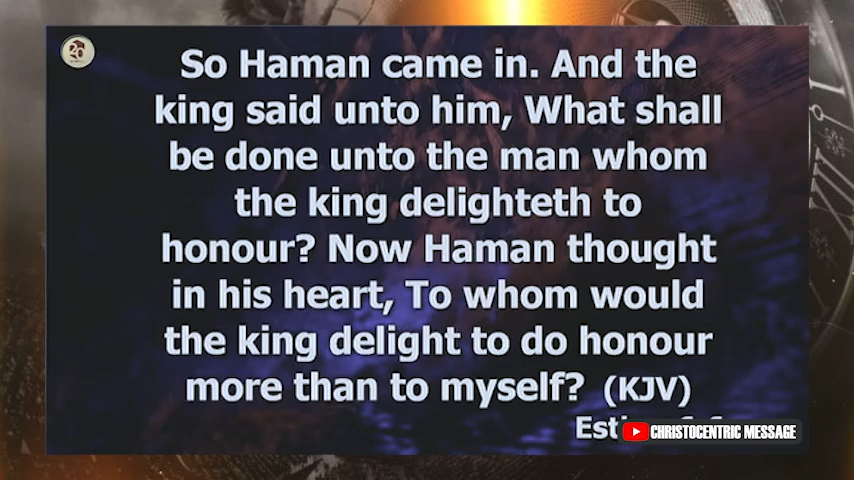 So Haman came in. And the
king said unto him, What shall
be done unto the man whom
the king delighteth to
honour? Now Haman thought
in his heart, To whom would
the king delight to do honour
more than to myself? (KJV)
CHRISTOCENTRIC MESSAGE